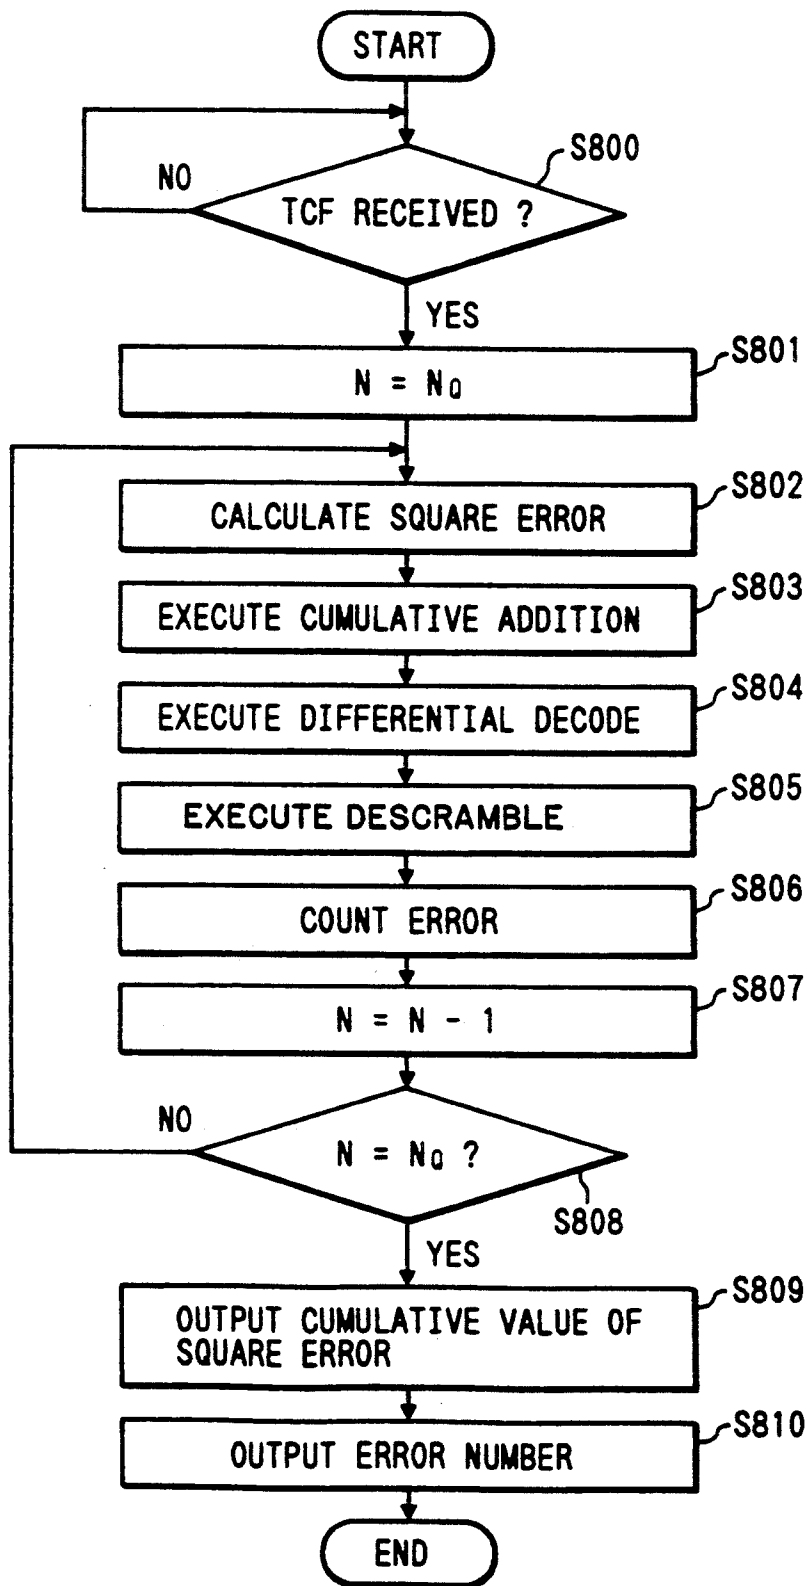 START
S800
NO
TCF RECEIVED ?
YES
S801
N = NQ
S802
CALCULATE SQUARE ERROR
S803
EXECUTE CUMULATIVE ADDITION
S804
EXECUTE DIFFERENTIAL DECODE
S805
EXECUTE DESCRAMBLE
S806
COUNT ERROR
S807
N = N - 1
NO
N = NQ ?
S808
YES
S809
OUTPUT CUMULATIVE VALUE OF
SQUARE ERROR
S810
OUTPUT ERROR NUMBER
END